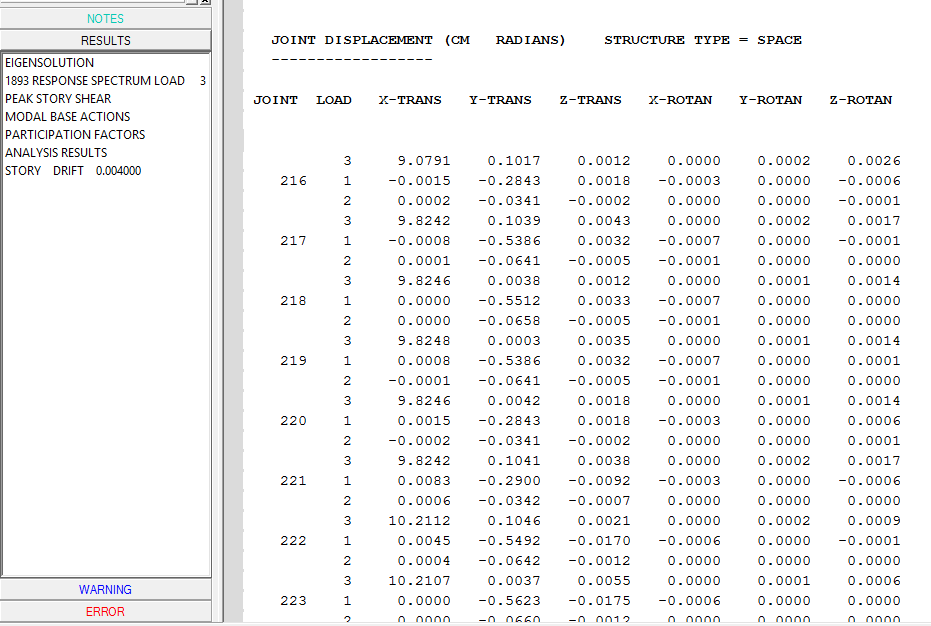 NOTES
RESULTS
EIGENSOLUTION
1893 RESPONSE SPECTRUM LOAD 3
PEAK STORY SHEAR
MODAL BASE ACTIONS
PARTICIPATION FACTORS
ANALYSIS RESULTS
STORY DRIFT 0.004000
WARNING
ERROR
JOINT DISPLACEMENT (CM RADIANS) STRUCTURE TYPE = SPACE
------------------
JOINT LOAD X-TRANS Y-TRANS Z-TRANS X-ROTAN Y-ROTAN Z-ROTAN
3 9.0791 0.1017 0.0012 0.0000 0.0002 0.0026
216 1 -0.0015 -0.2843 0.0018 -0.0003 0.0000 -0.0006
2 0.0002 -0.0341 -0.0002 0.0000 0.0000 -0.0001
3 9.8242 0.1039 0.0043 0.0000 0.0002 0.0017
217 1 -0.0008 -0.5386 0.0032 -0.0007 0.0000 -0.0001
2 0.0001 -0.0641 -0.0005 -0.0001 0.0000 0.0000
3 9.8246 0.0038 0.0012 0.0000 0.0001 0.0014
218 1 0.0000 -0.5512 0.0033 -0.0007 0.0000 0.0000
2 0.0000 -0.0658 -0.0005 -0.0001 0.0000 0.0000
3 9.8248 0.0003 0.0035 0.0000 0.0001 0.0014
219 1 0.0008 -0.5386 0.0032 -0.0007 0.0000 0.0001
2 -0.0001 -0.0641 -0.0005 -0.0001 0.0000 0.0000
3 9.8246 0.0042 0.0018 0.0000 0.0001 0.0014
220 1 0.0015 -0.2843 0.0018 -0.0003 0.0000 0.0006
2 -0.0002 -0.0341 -0.0002 0.0000 0.0000 0.0001
3 9.8242 0.1041 0.0038 0.0000 0.0002 0.0017
221 1 0.0083 -0.2900 -0.0092 -0.0003 0.0000 -0.0006
2 0.0006 -0.0342 -0.0007 0.0000 0.0000 0.0000
3 10.2112 0.1046 0.0021 0.0000 0.0002 0.0009
222 1 0.0045 -0.5492 -0.0170 -0.0006 0.0000 -0.0001
2 0.0004 -0.0642 -0.0012 0.0000 0.0000 0.0000
3 10.2107 0.0037 0.0055 0.0000 0.0001 0.0006
223 1 0.0000 -0.5623 -0.0175 -0.0006 0.0000 0.0000
2 0.0000 -0.0660 -0.0012 0.0000 0.0000 0.0000